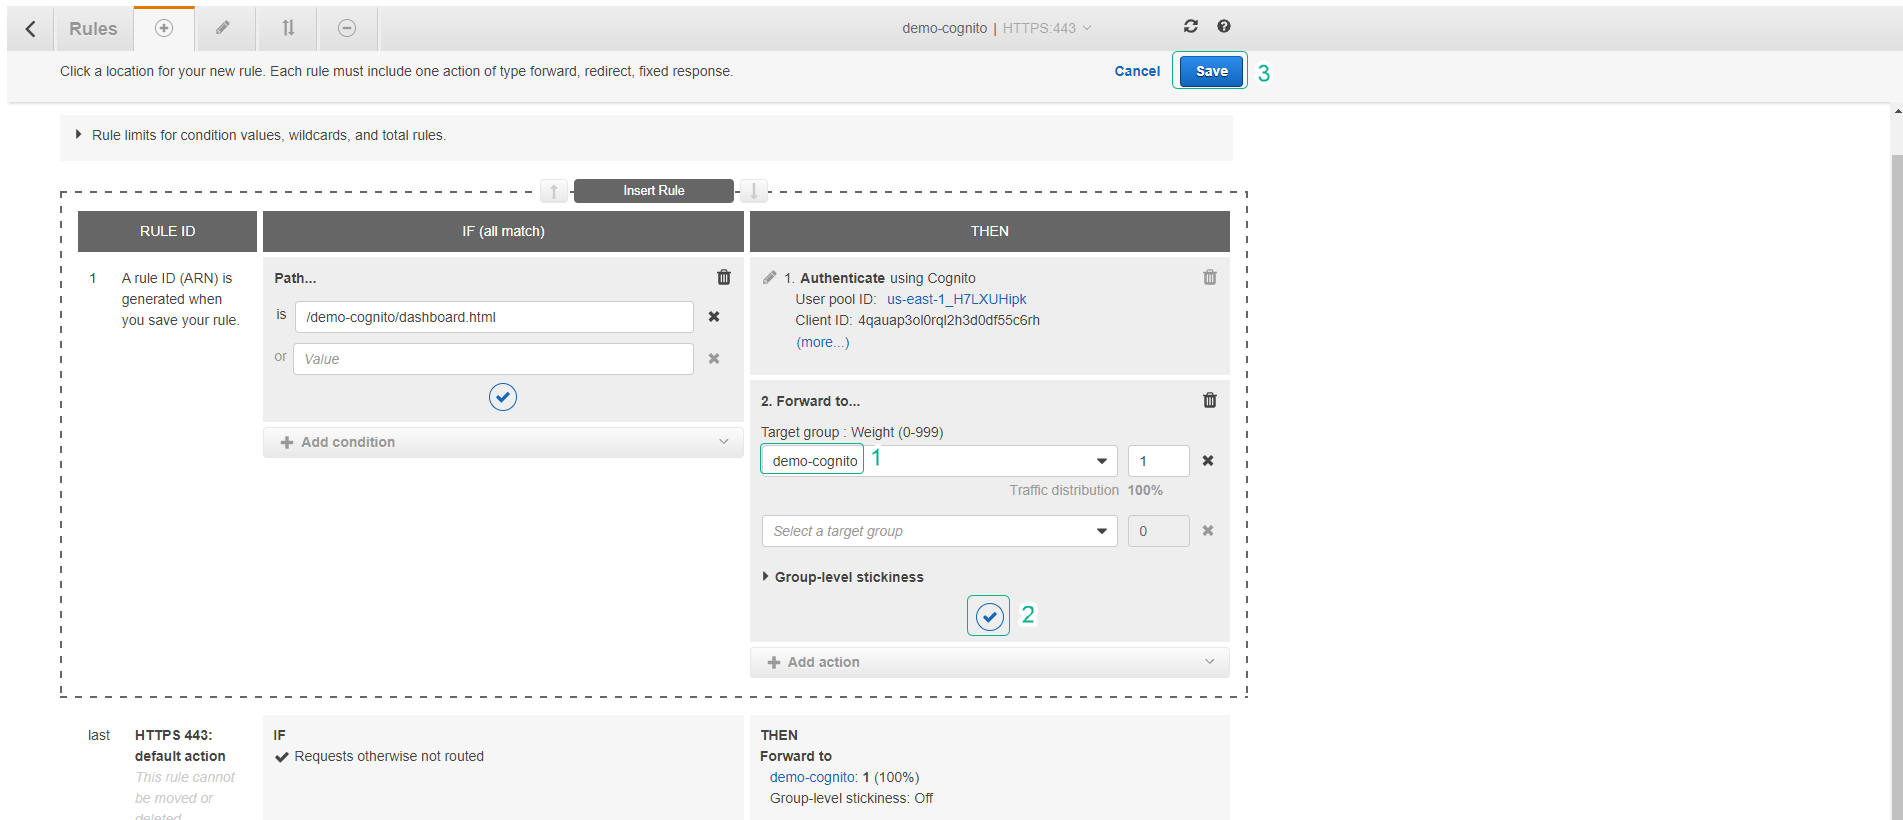 Rules
demo-cognito | HTTPS:443
Click a location for your new rule. Each rule must include one action of type forward, redirect, fixed response.
Cancel
Save
3
Rule limits for condition values, wildcards, and total rules.
Insert Rule
RULE ID
IF (all match)
THEN
1
A rule ID (ARN) is
generated when
you save your rule.
Path...
is
/demo-cognito/dashboard.html
or
Value
Add condition
1. Authenticate using Cognito
User pool ID: us-east-1_H7LXUHipk
Client ID: 4qauap3ol0rql2h3d0df55c6rh
(more...)
2. Forward to...
Target group : Weight (0-999)
demo-cognito
1
1
Traffic distribution 100%
Select a target group
0
Group-level stickiness
2
Add action
last
HTTPS 443:
default action
This rule cannot
be moved or
deleted
IF
Requests otherwise not routed
THEN
Forward to
demo-cognito: 1 (100%)
Group-level stickiness: Off